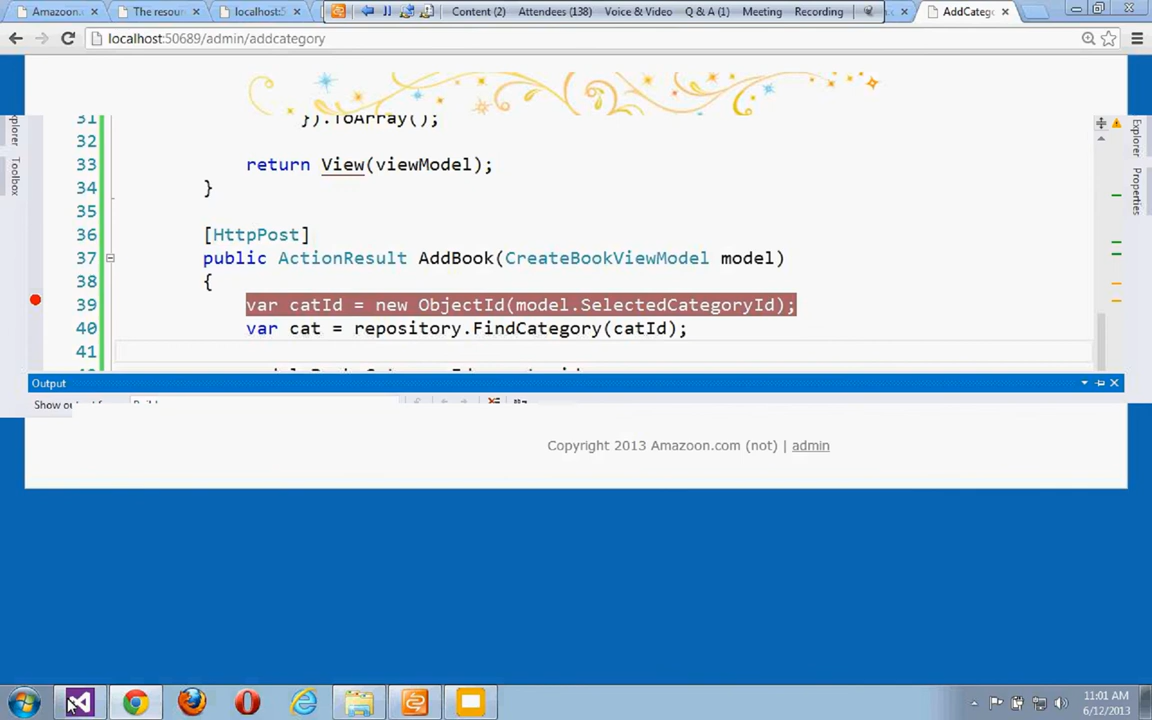 Amazoon.
The resour
localhost:5
Content (2)
Attendees (138)
Voice & Video
Q & A (1)
Meeting
Recording
AddCatego
localhost:50689/admin/addcategory
31 }).ToArray();
32
33 return View(viewModel);
34 }
35
36 [HttpPost]
37 public ActionResult AddBook(CreateBookViewModel model)
38 {
39 var catId = new ObjectId(model.SelectedCategoryId);
40 var cat = repository.FindCategory(catId);
41
Toolbox
Properties
Output
Copyright 2013 Amazoon.com (not) | admin
11:01 AM
6/12/2013